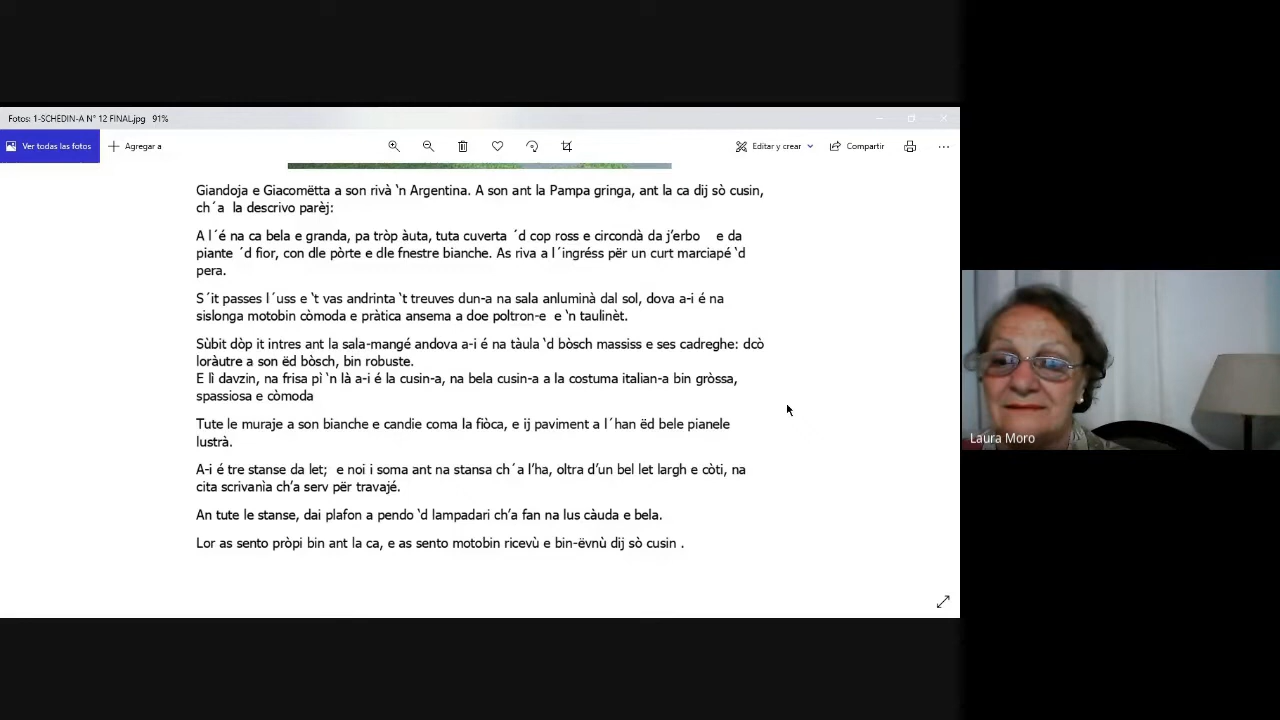 Fotos: 1-SCHEDIN-A N° 12 FINAL.jpg 91%
Ver todas las fotos
Agregar a
Editar y crear
Compartir
Giandoja e Giacomëtta a son rivà ‘n Argentina. A son ant la Pampa gringa, ant la ca dij sò cusin,
ch´a la descrivo parèj:
A l´é na ca bela e granda, pa tròp àuta, tuta cuverta ´d cop ross e circondà da j’erbo e da
piante ´d fior, con dle pòrte e dle fnestre bianche. As riva a l´ingréss për un curt marciapé ‘d
pera.
S´it passes l´uss e ‘t vas andrinta ‘t treuves dun-a na sala anluminà dal sol, dova a-i é na
sislonga motobin còmoda e pràtica ansema a doe poltron-e e ‘n taulinèt.
Sùbit dòp it intres ant la sala-mangé andova a-i é na tàula ‘d bòsch massiss e ses cadreghe: dcò
loràutre a son ëd bòsch, bin robuste.
E lì davzin, na frisa pì ‘n là a-i é la cusin-a, na bela cusin-a a la costuma italian-a bin gròssa,
spassiosa e còmoda
Tute le muraje a son bianche e candie coma la fiòca, e ij paviment a l´han ëd bele pianele
lustrà.
A-i é tre stanse da let; e noi i soma ant na stansa ch´a l’ha, oltra d’un bel let largh e còti, na
cita scrivanìa ch’a serv për travajé.
An tute le stanse, dai plafon a pendo ‘d lampadari ch’a fan na lus càuda e bela.
Lor as sento pròpi bin ant la ca, e as sento motobin ricevù e bin-ëvnù dij sò cusin .
Laura Moro